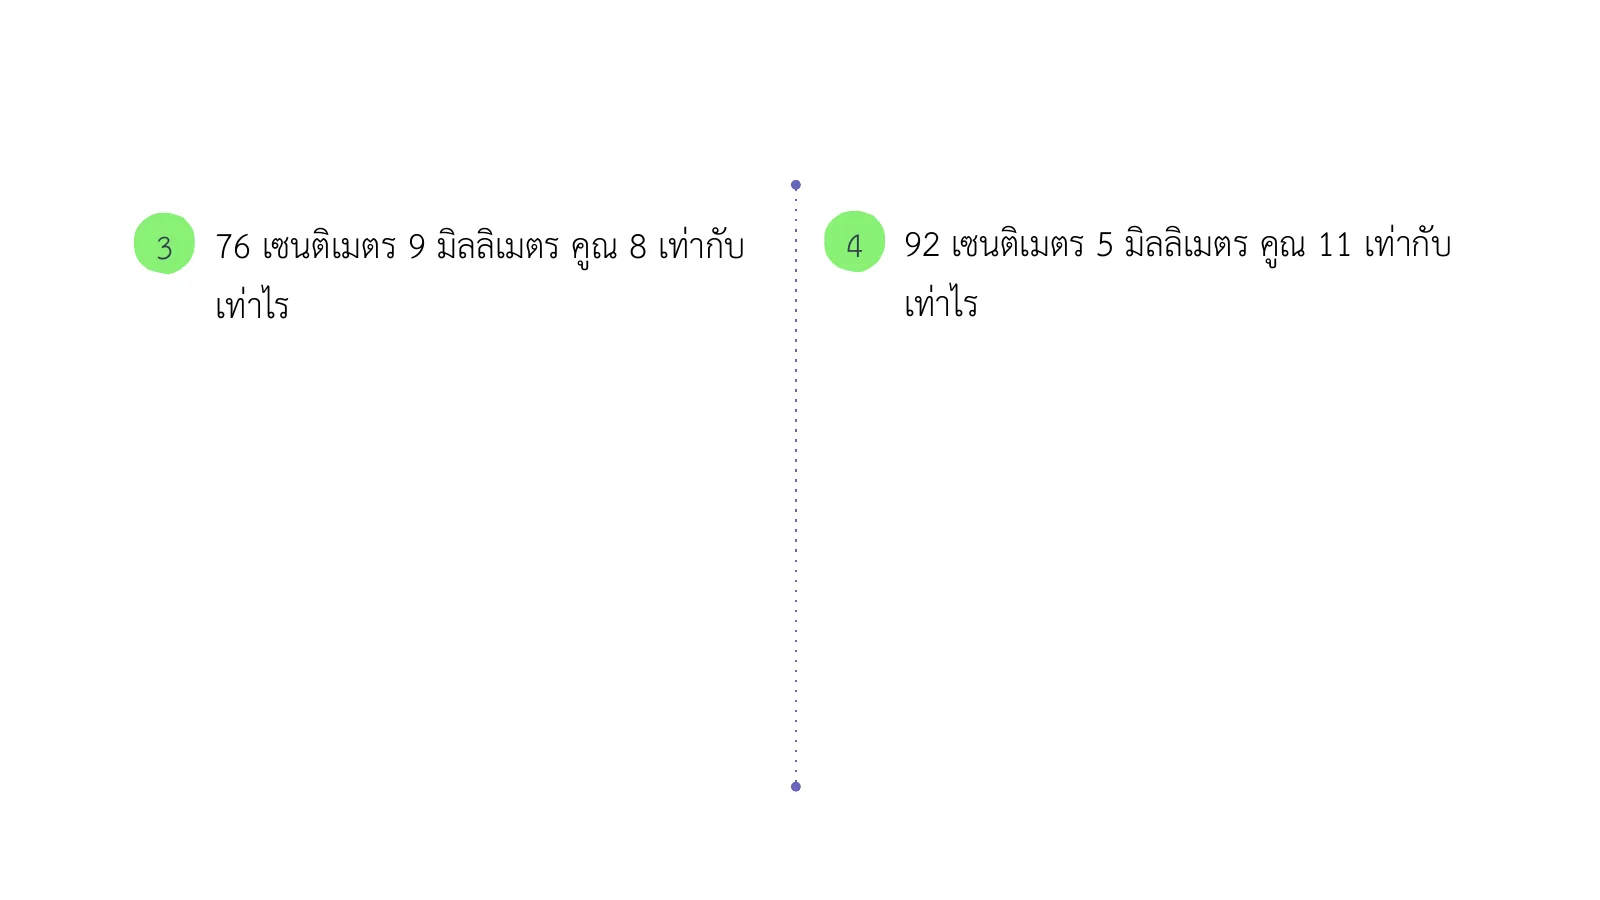 3 76 เซนติเมตร 9 มิลลิเมตร คูณ 8 เท่ากับ
เท่าไร
4 92 เซนติเมตร 5 มิลลิเมตร คูณ 11 เท่ากับ
เท่าไร